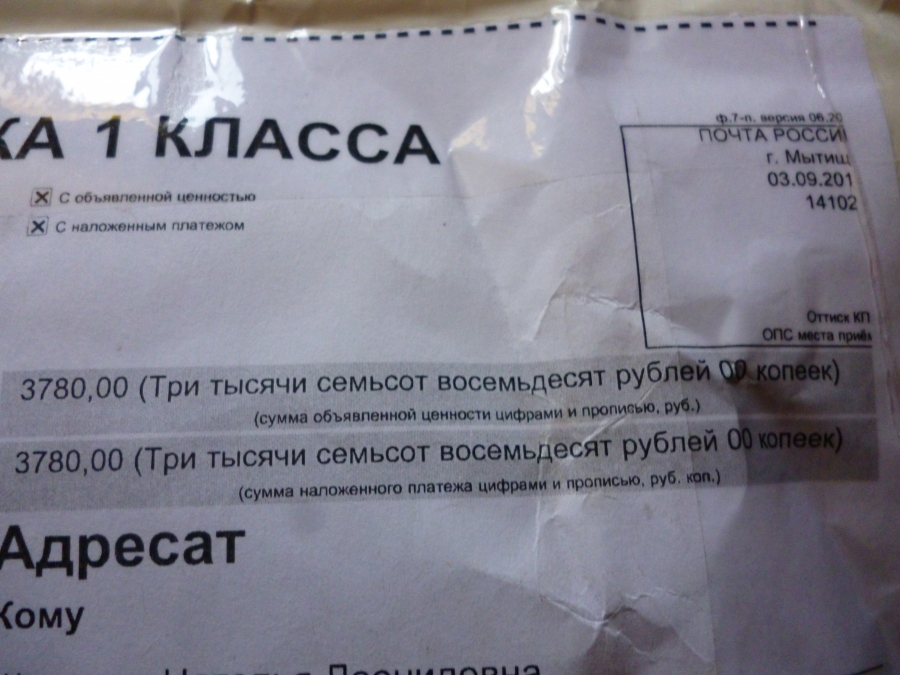 КА 1 КЛАССА
ф.7-п. версия 06.20
ПОЧТА РОССИ
г. Мытищ
03.09.201
14102
С объявленной ценностью
С наложенным платежом
Оттиск КП
ОПС места приём
3780,00 (Три тысячи семьсот восемьдесят рублей 00 копеек)
(сумма объявленной ценности цифрами и прописью, руб.)
3780,00 (Три тысячи семьсот восемьдесят рублей 00 копеек)
(сумма наложенного платежа цифрами и прописью, руб. коп.)
Адресат
Кому